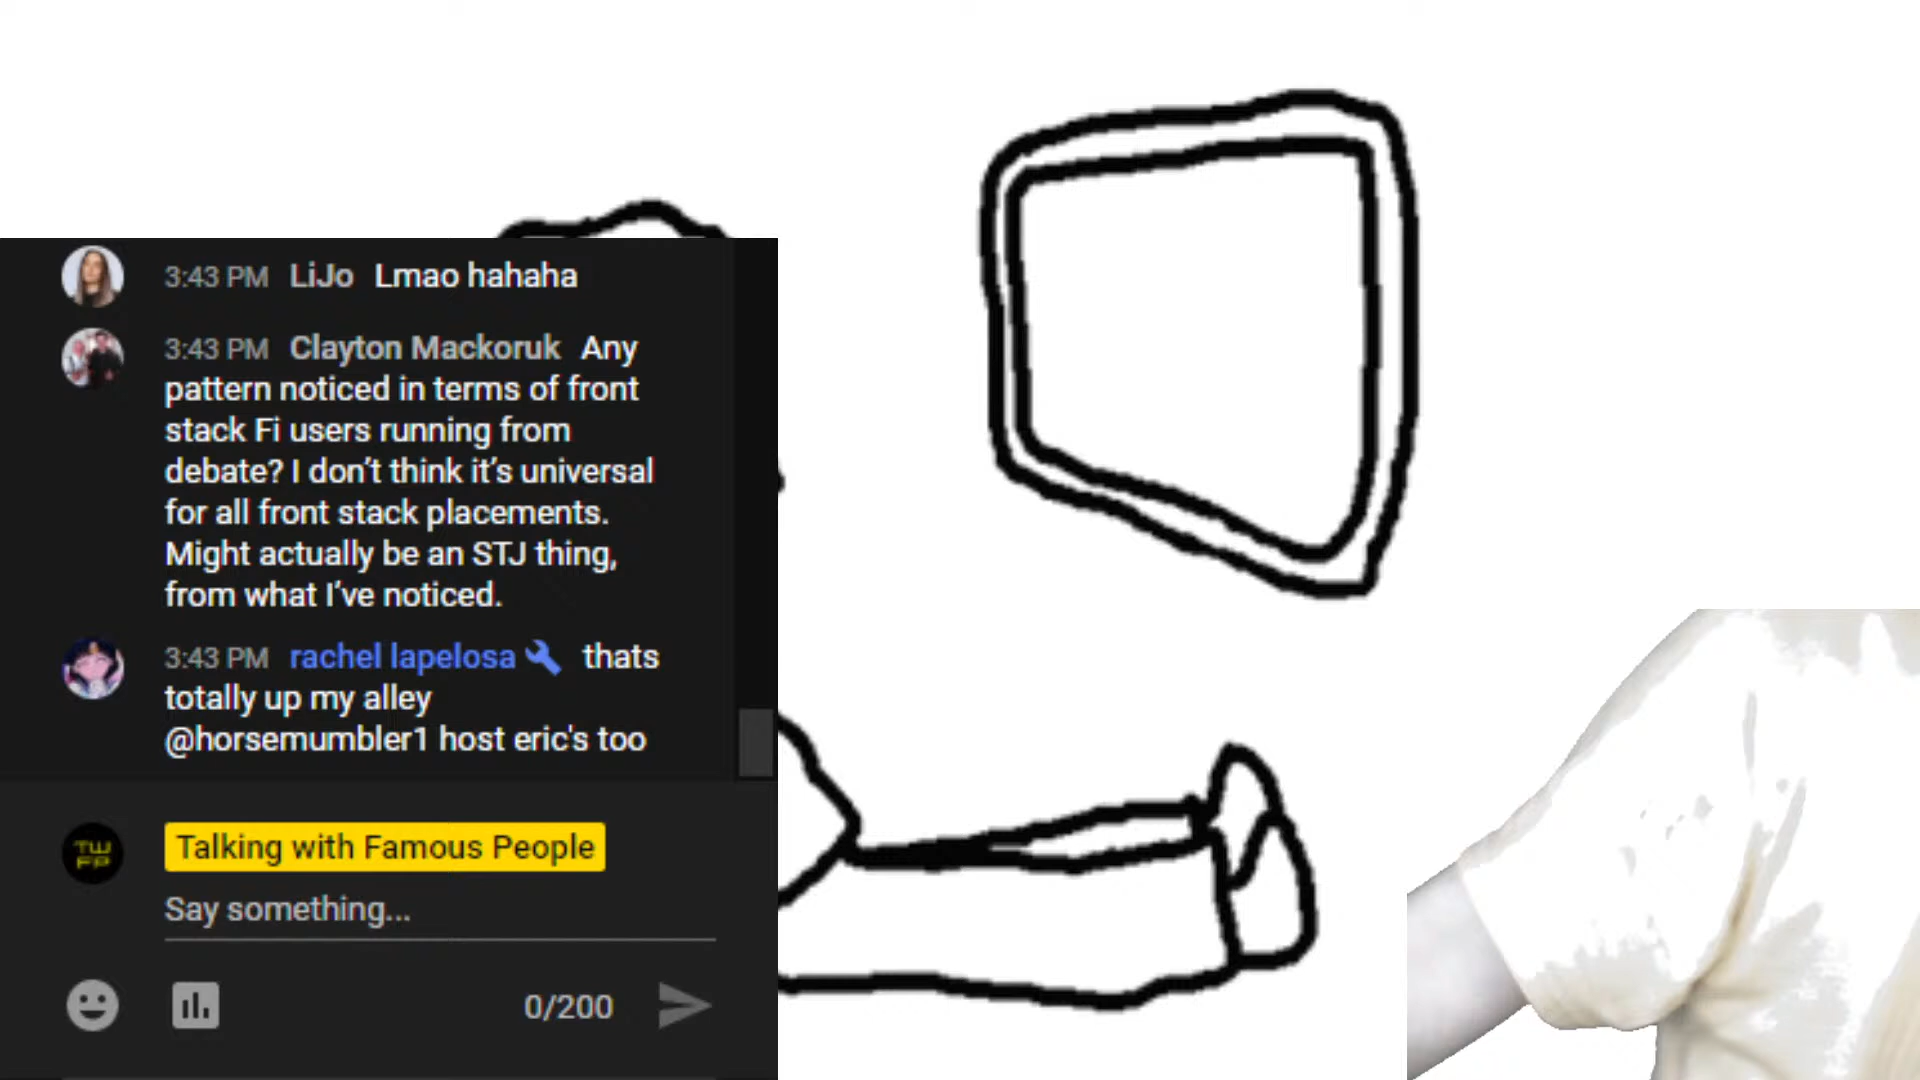 3:43 PM LiJo Lmao hahaha
3:43 PM Clayton Mackoruk Any
pattern noticed in terms of front
stack Fi users running from
debate? I don’t think it’s universal
for all front stack placements.
Might actually be an STJ thing,
from what I’ve noticed.
3:43 PM rachel lapelosa thats
totally up my alley
@horsemumbler1 host eric's too
TW
FP
Talking with Famous People
Say something...
0/200